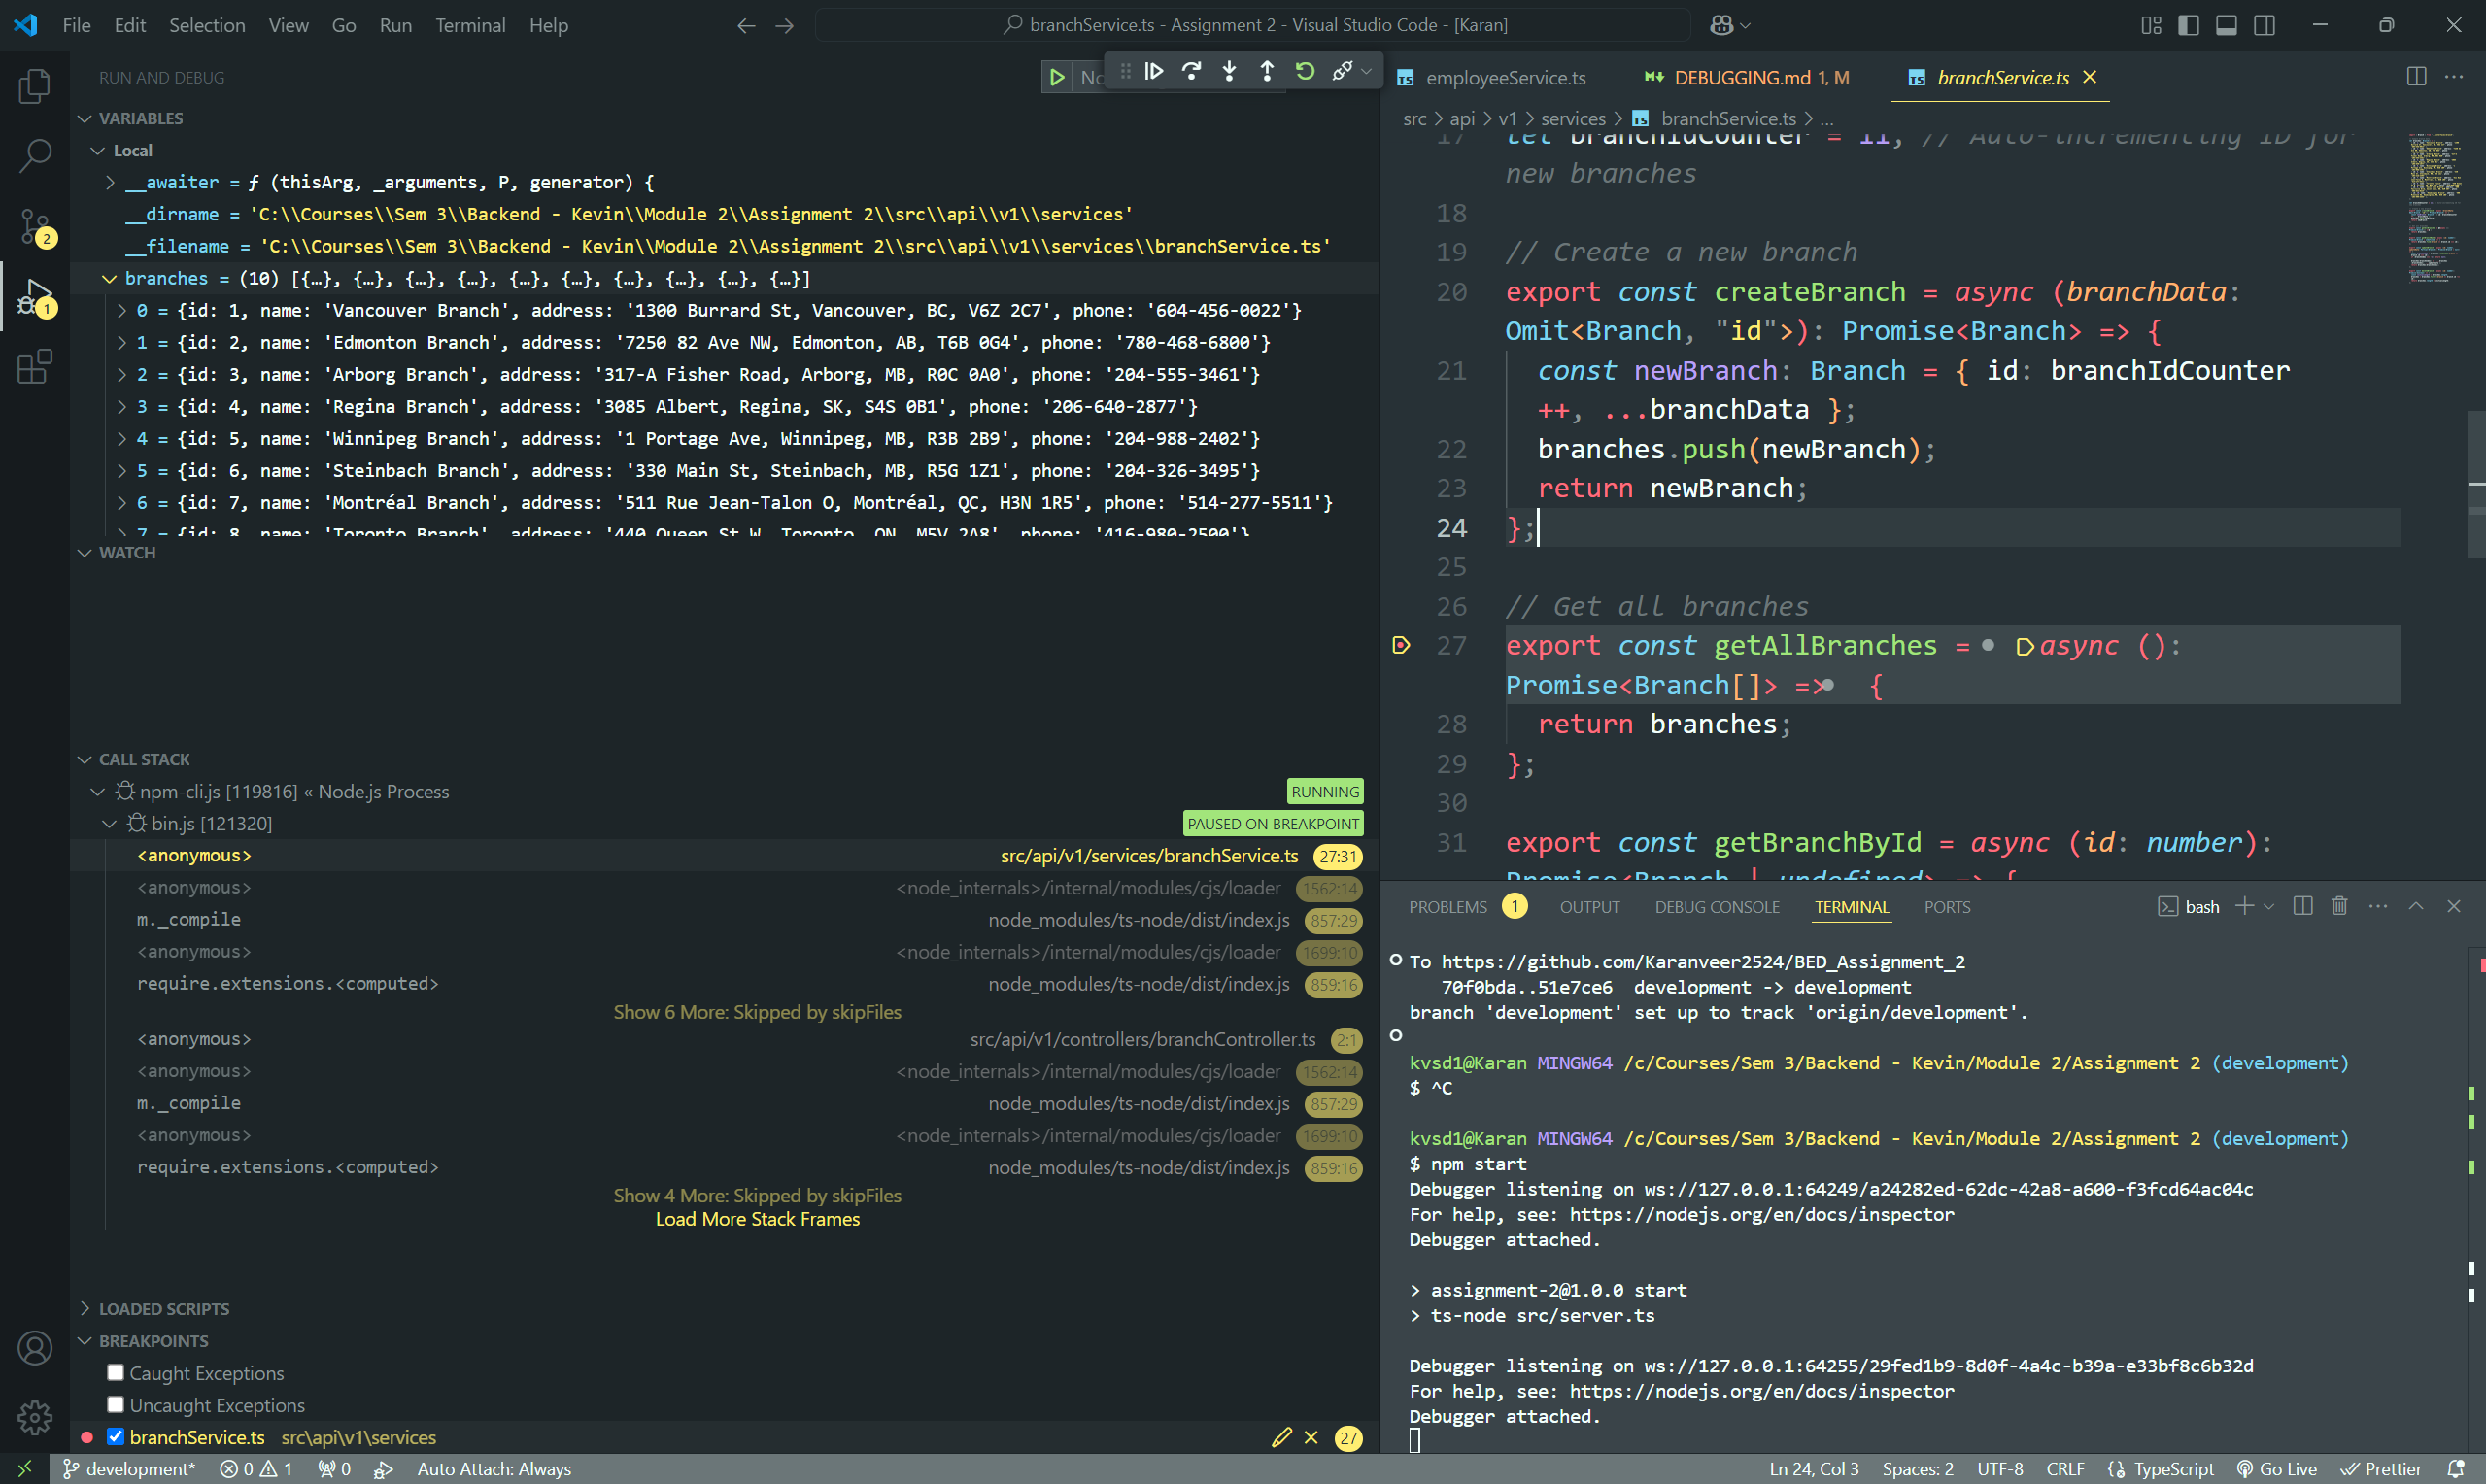 File Edit Selection View Go Run Terminal Help
branchService.ts - Assignment 2 - Visual Studio Code - [Karan]
RUN AND DEBUG
VARIABLES
Local
__awaiter = ƒ (thisArg, _arguments, P, generator) {
__dirname = 'C:\\Courses\\Sem 3\\Backend - Kevin\\Module 2\\Assignment 2\\src\\api\\v1\\services'
__filename = 'C:\\Courses\\Sem 3\\Backend - Kevin\\Module 2\\Assignment 2\\src\\api\\v1\\services\\branchService.ts'
branches = (10) [{…}, {…}, {…}, {…}, {…}, {…}, {…}, {…}, {…}, {…}]
0 = {id: 1, name: 'Vancouver Branch', address: '1300 Burrard St, Vancouver, BC, V6Z 2C7', phone: '604-456-0022'}
1 = {id: 2, name: 'Edmonton Branch', address: '7250 82 Ave NW, Edmonton, AB, T6B 0G4', phone: '780-468-6800'}
2 = {id: 3, name: 'Arborg Branch', address: '317-A Fisher Road, Arborg, MB, R0C 0A0', phone: '204-555-3461'}
3 = {id: 4, name: 'Regina Branch', address: '3085 Albert, Regina, SK, S4S 0B1', phone: '206-640-2877'}
4 = {id: 5, name: 'Winnipeg Branch', address: '1 Portage Ave, Winnipeg, MB, R3B 2B9', phone: '204-988-2402'}
5 = {id: 6, name: 'Steinbach Branch', address: '330 Main St, Steinbach, MB, R5G 1Z1', phone: '204-326-3495'}
6 = {id: 7, name: 'Montréal Branch', address: '511 Rue Jean-Talon O, Montréal, QC, H3N 1R5', phone: '514-277-5511'}
7 = {id: 8, name: 'Toronto Branch', address: '440 Queen St W, Toronto, ON, M5V 2A8', phone: '416-980-2500'}
WATCH
CALL STACK
npm-cli.js [119816] « Node.js Process RUNNING
bin.js [121320] PAUSED ON BREAKPOINT
<anonymous> src/api/v1/services/branchService.ts 27:31
<anonymous> <node_internals>/internal/modules/cjs/loader 1562:14
m._compile node_modules/ts-node/dist/index.js 857:29
<anonymous> <node_internals>/internal/modules/cjs/loader 1699:10
require.extensions.<computed> node_modules/ts-node/dist/index.js 859:16
Show 6 More: Skipped by skipFiles
<anonymous> src/api/v1/controllers/branchController.ts 2:1
<anonymous> <node_internals>/internal/modules/cjs/loader 1562:14
m._compile node_modules/ts-node/dist/index.js 857:29
<anonymous> <node_internals>/internal/modules/cjs/loader 1699:10
require.extensions.<computed> node_modules/ts-node/dist/index.js 859:16
Show 4 More: Skipped by skipFiles
Load More Stack Frames
LOADED SCRIPTS
BREAKPOINTS
Caught Exceptions
Uncaught Exceptions
branchService.ts src\api\v1\services 27
2
1
employeeService.ts DEBUGGING.md 1, M branchService.ts
src > api > v1 > services > branchService.ts > ...
17 let branchIdCounter = 11; // Auto-incrementing ID for
new branches
18
19 // Create a new branch
20 export const createBranch = async (branchData:
Omit<Branch, "id">): Promise<Branch> => {
21 const newBranch: Branch = { id: branchIdCounter
++, ...branchData };
22 branches.push(newBranch);
23 return newBranch;
24 };
25
26 // Get all branches
27 export const getAllBranches = async ():
Promise<Branch[]> => {
28 return branches;
29 };
30
31 export const getBranchById = async (id: number):
Promise<Branch | undefined> => {
PROBLEMS 1 OUTPUT DEBUG CONSOLE TERMINAL PORTS bash
To https://github.com/Karanveer2524/BED_Assignment_2
70f0bda..51e7ce6 development -> development
branch 'development' set up to track 'origin/development'.
kvsd1@Karan MINGW64 /c/Courses/Sem 3/Backend - Kevin/Module 2/Assignment 2 (development)
$ ^C
kvsd1@Karan MINGW64 /c/Courses/Sem 3/Backend - Kevin/Module 2/Assignment 2 (development)
$ npm start
Debugger listening on ws://127.0.0.1:64249/a24282ed-62dc-42a8-a600-f3fcd64ac04c
For help, see: https://nodejs.org/en/docs/inspector
Debugger attached.
> assignment-2@1.0.0 start
> ts-node src/server.ts
Debugger listening on ws://127.0.0.1:64255/29fed1b9-8d0f-4a4c-b39a-e33bf8c6b32d
For help, see: https://nodejs.org/en/docs/inspector
Debugger attached.
development* 0 1 0 Auto Attach: Always Ln 24, Col 3 Spaces: 2 UTF-8 CRLF TypeScript Go Live Prettier